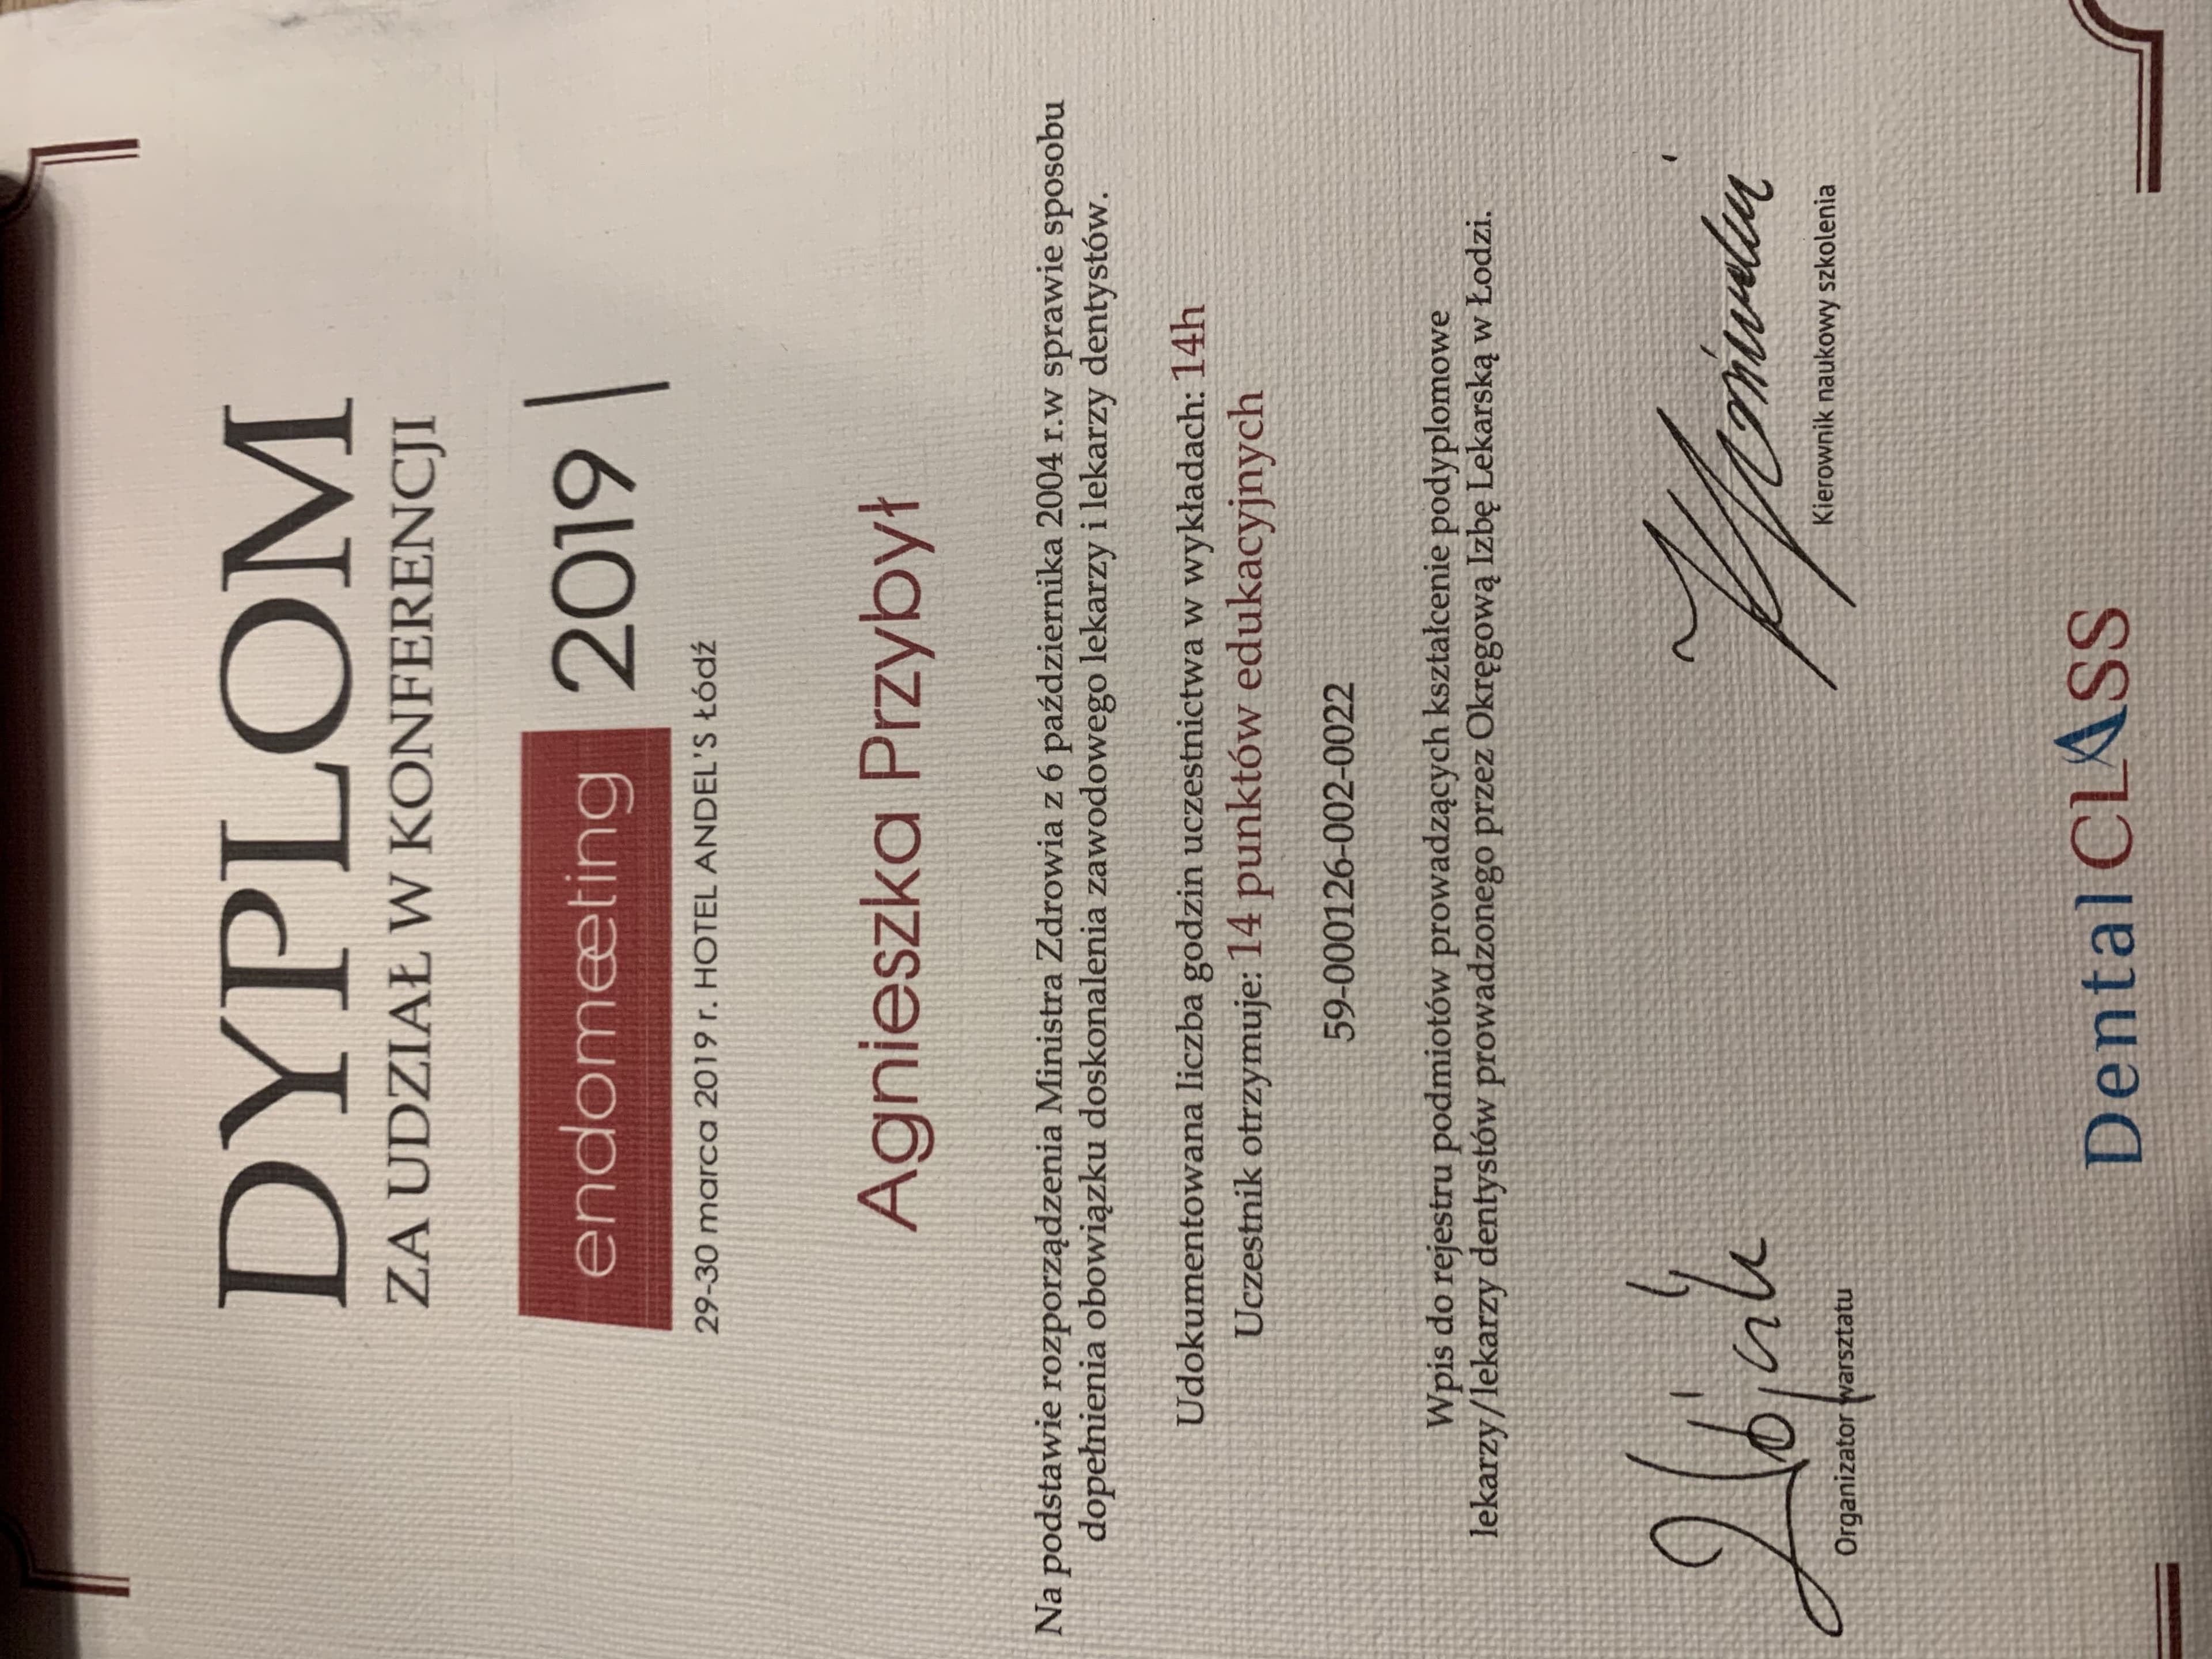 DYPLOM
ZA UDZIAŁ W KONFERENCJI
endomeeting 2019
29-30 marca 2019 r. HOTEL ANDEL'S Łódź
Agnieszka Przybył
Na podstawie rozporządzenia Ministra Zdrowia z 6 października 2004 r.w sprawie sposobu
dopełnienia obowiązku doskonalenia zawodowego lekarzy i lekarzy dentystów.
Udokumentowana liczba godzin uczestnictwa w wykładach: 14h
Uczestnik otrzymuje: 14 punktów edukacyjnych
59-000126-002-0022
Wpis do rejestru podmiotów prowadzących kształcenie podyplomowe
lekarzy/lekarzy dentystów prowadzonego przez Okręgową Izbę Lekarską w Łodzi.
Organizator warsztatu
Kierownik naukowy szkolenia
Dental CLASS